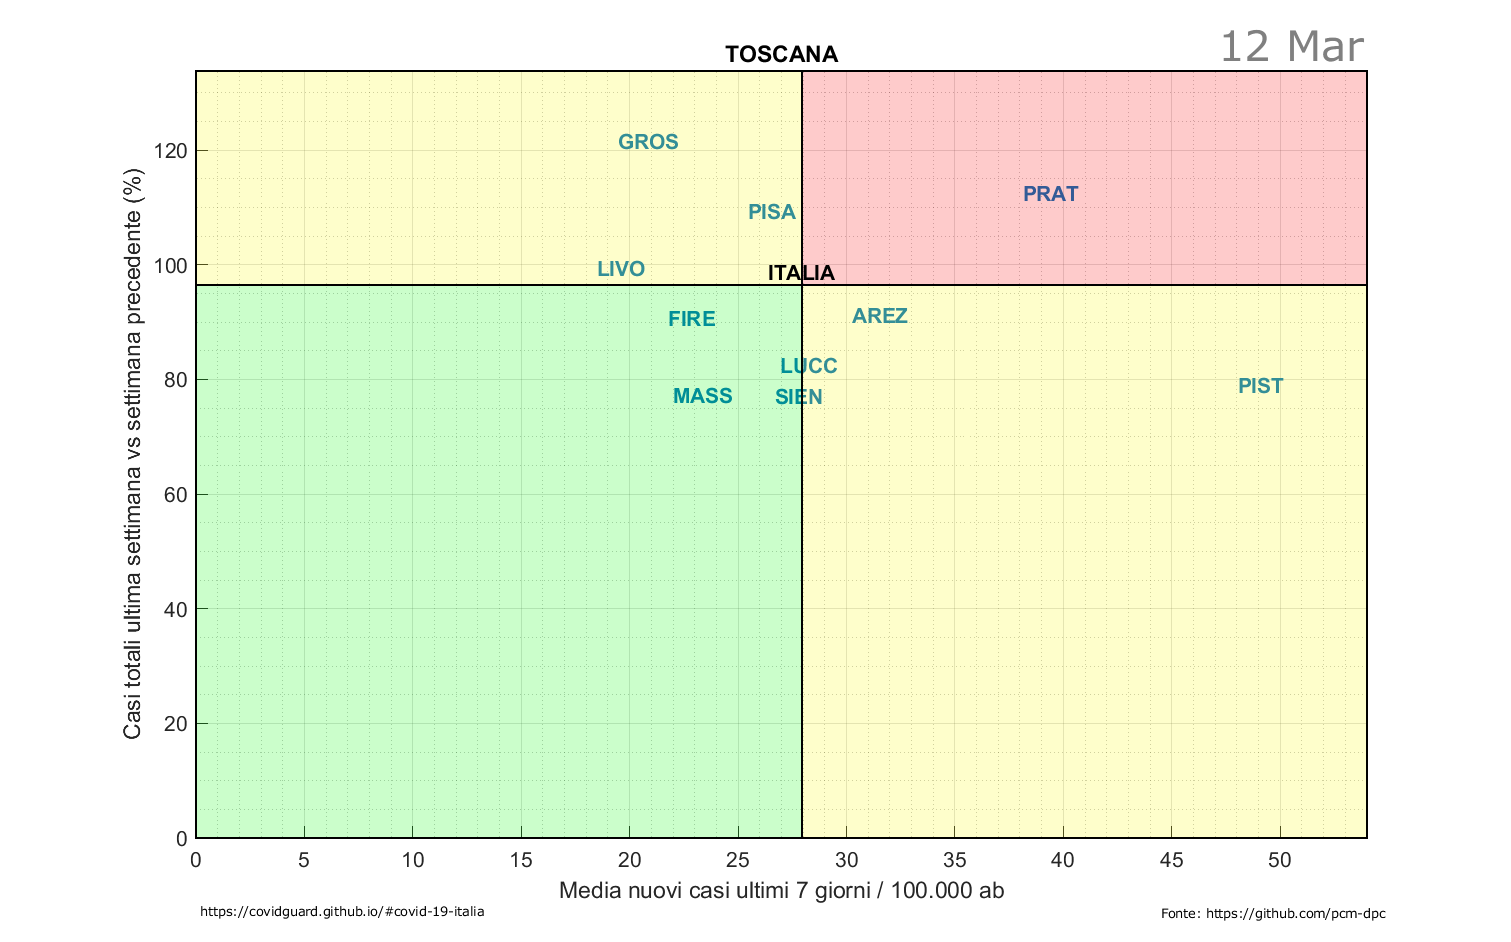 TOSCANA
12 Mar
Casi totali ultima settimana vs settimana precedente (%)
120
100
80
60
40
20
0
GROS
PRAT
PISA
LIVO
ITALIA
FIRE
AREZ
LUCC
PIST
MASS
SIEN
0 5 10 15 20 25 30 35 40 45 50
Media nuovi casi ultimi 7 giorni / 100.000 ab
https://covidguard.github.io/#covid-19-italia
Fonte: https://github.com/pcm-dpc